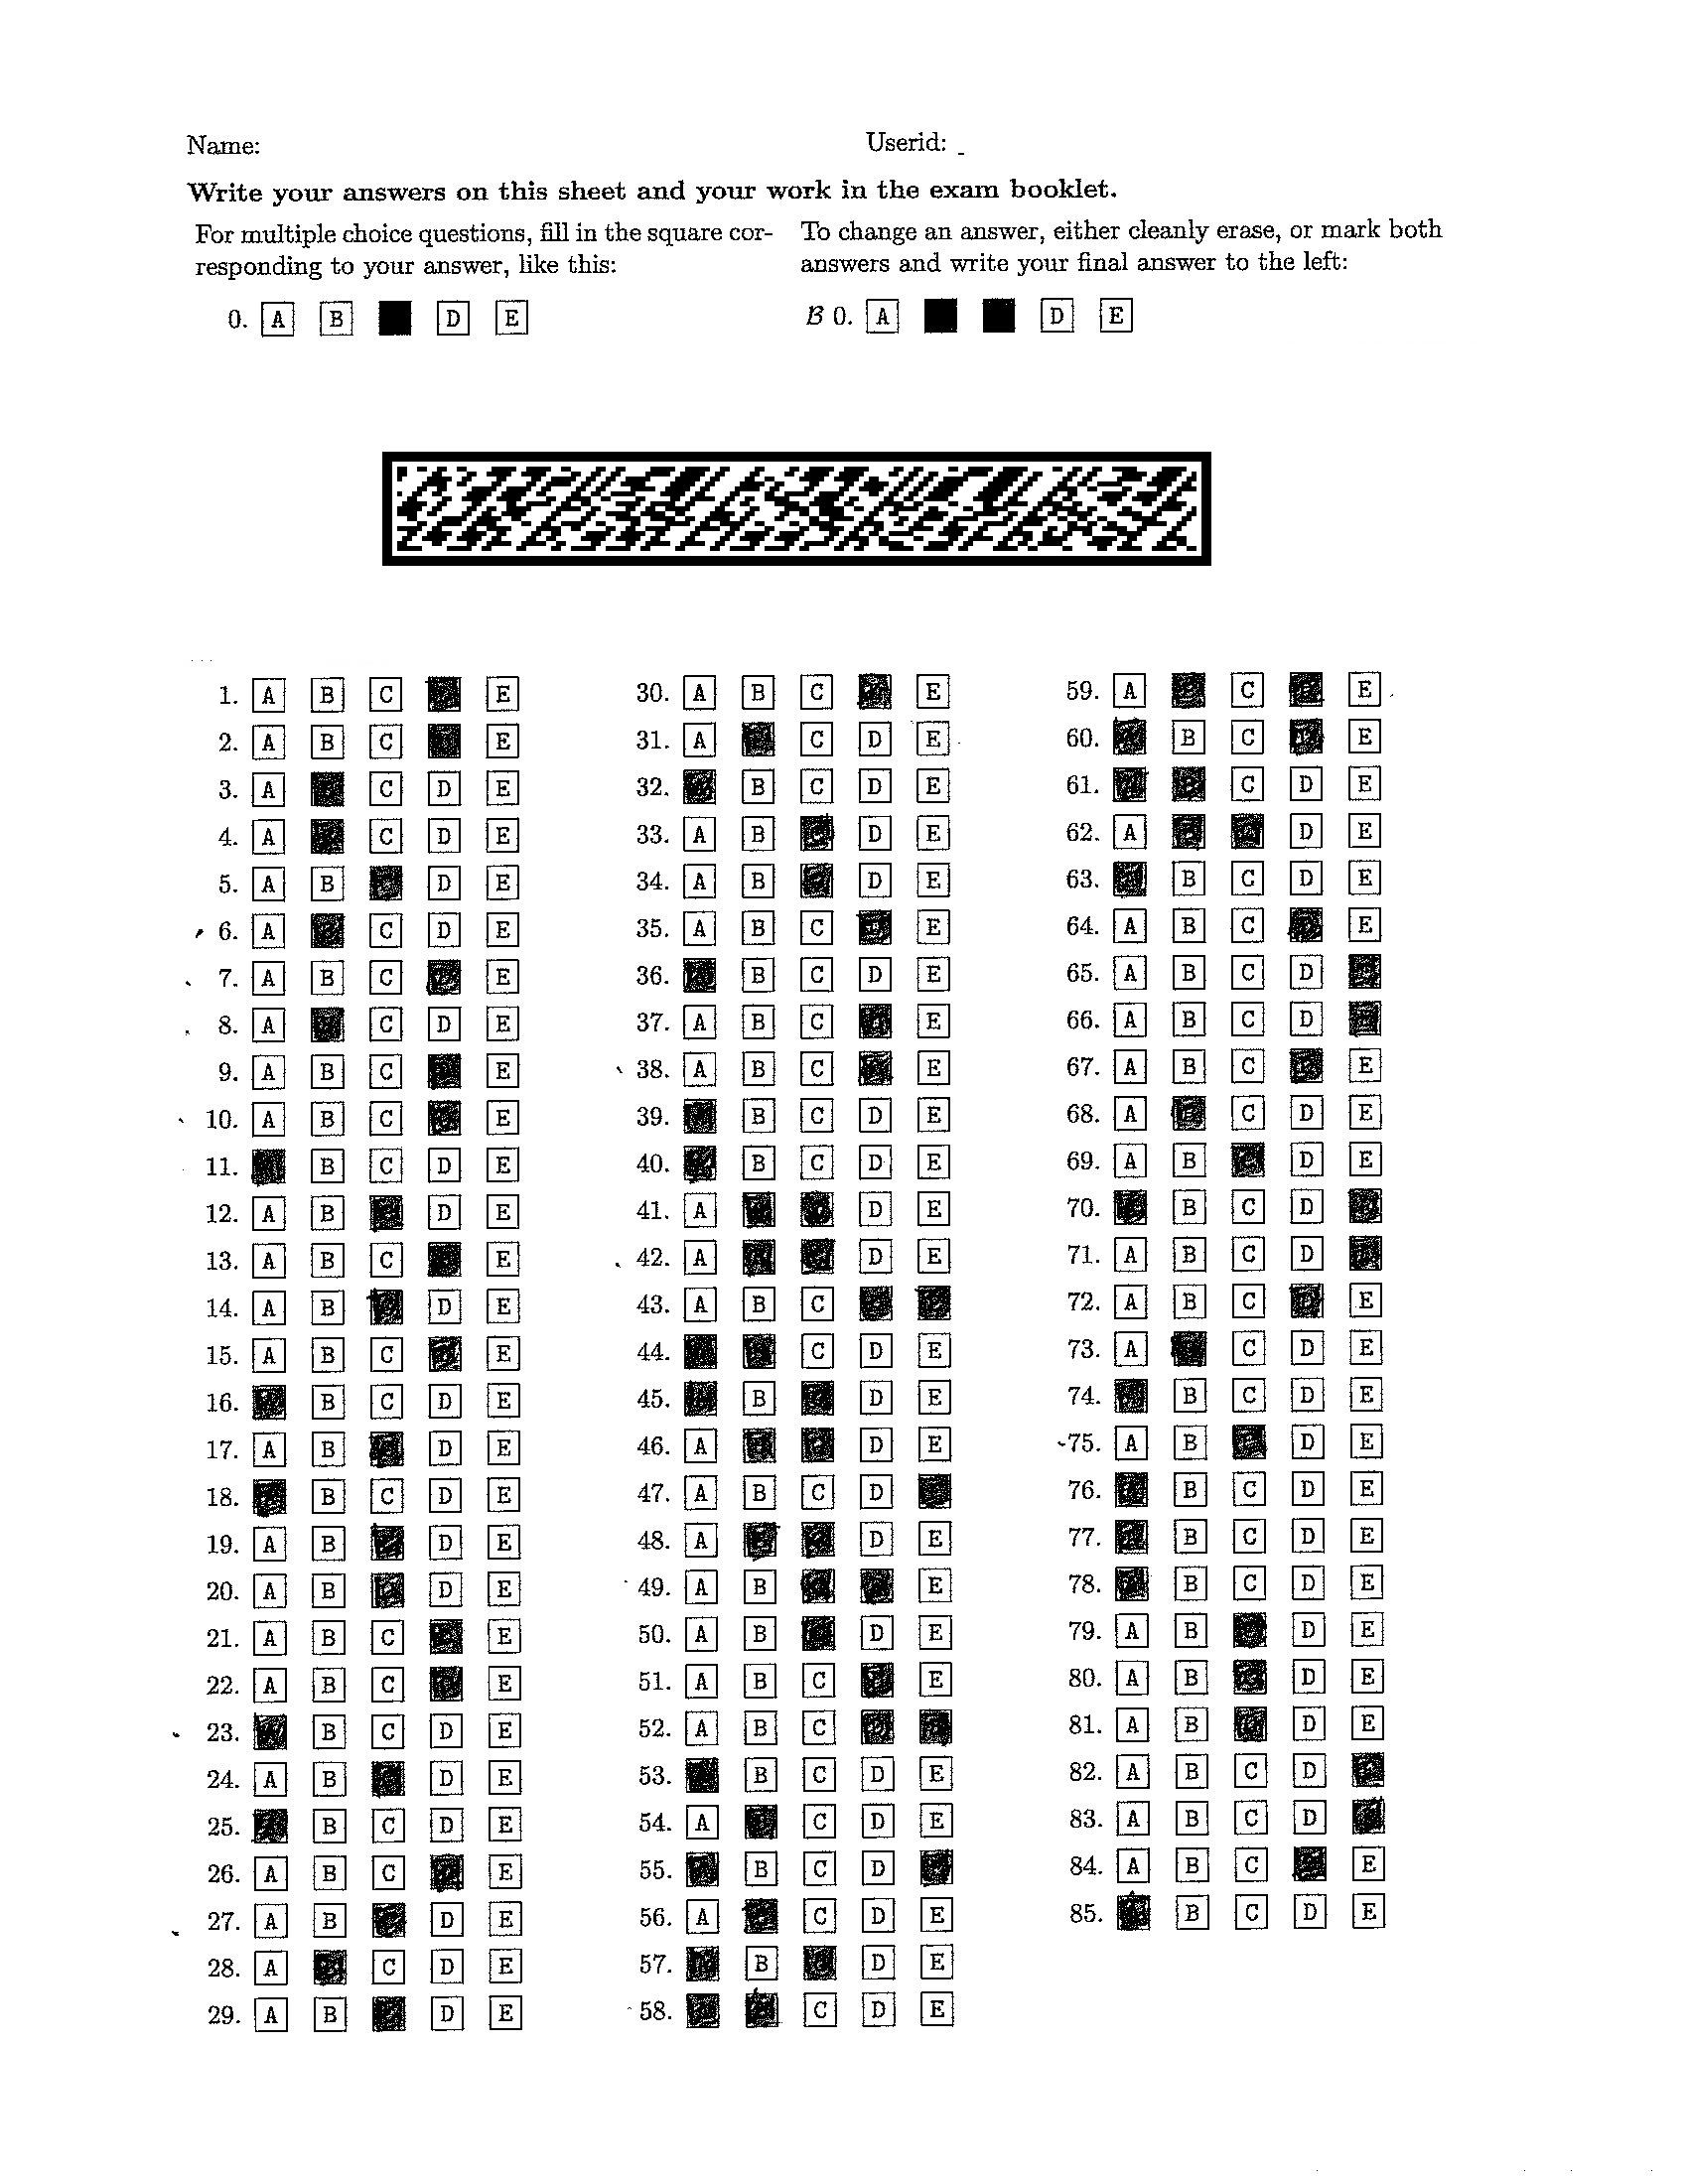 Name:
Userid:
Write your answers on this sheet and your work in the exam booklet.
For multiple choice questions, fill in the square cor-
responding to your answer, like this:
0. A B D E
To change an answer, either cleanly erase, or mark both
answers and write your final answer to the left:
B 0. A D E
1. A B C E
2. A B C E
3. A C D E
4. A C D E
5. A B D E
6. A C D E
7. A B C E
8. A C D E
9. A B C E
10. A B C E
11. B C D E
12. A B D E
13. A B C E
14. A B D E
15. A B C E
16. B C D E
17. A B D E
18. B C D E
19. A B D E
20. A B D E
21. A B C E
22. A B C E
23. B C D E
24. A B D E
25. B C D E
26. A B C E
27. A B D E
28. A C D E
29. A B D E
30. A B C E
31. A C D E
32. B C D E
33. A B D E
34. A B D E
35. A B C E
36. B C D E
37. A B C E
38. A B C E
39. B C D E
40. B C D E
41. A D E
42. A D E
43. A B C
44. C D E
45. B D E
46. A D E
47. A B C D
48. A D E
49. A B E
50. A B D E
51. A B C E
52. A B C
53. B C D E
54. A C D E
55. B C D
56. A C D E
57. B D E
58. C D E
59. A C E
60. B C E
61. C D E
62. A D E
63. B C D E
64. A B C E
65. A B C D
66. A B C D
67. A B C E
68. A C D E
69. A B D E
70. B C D
71. A B C D
72. A B C E
73. A C D E
74. B C D E
75. A B D E
76. B C D E
77. B C D E
78. B C D E
79. A B D E
80. A B D E
81. A B D E
82. A B C D
83. A B C D
84. A B C E
85. B C D E